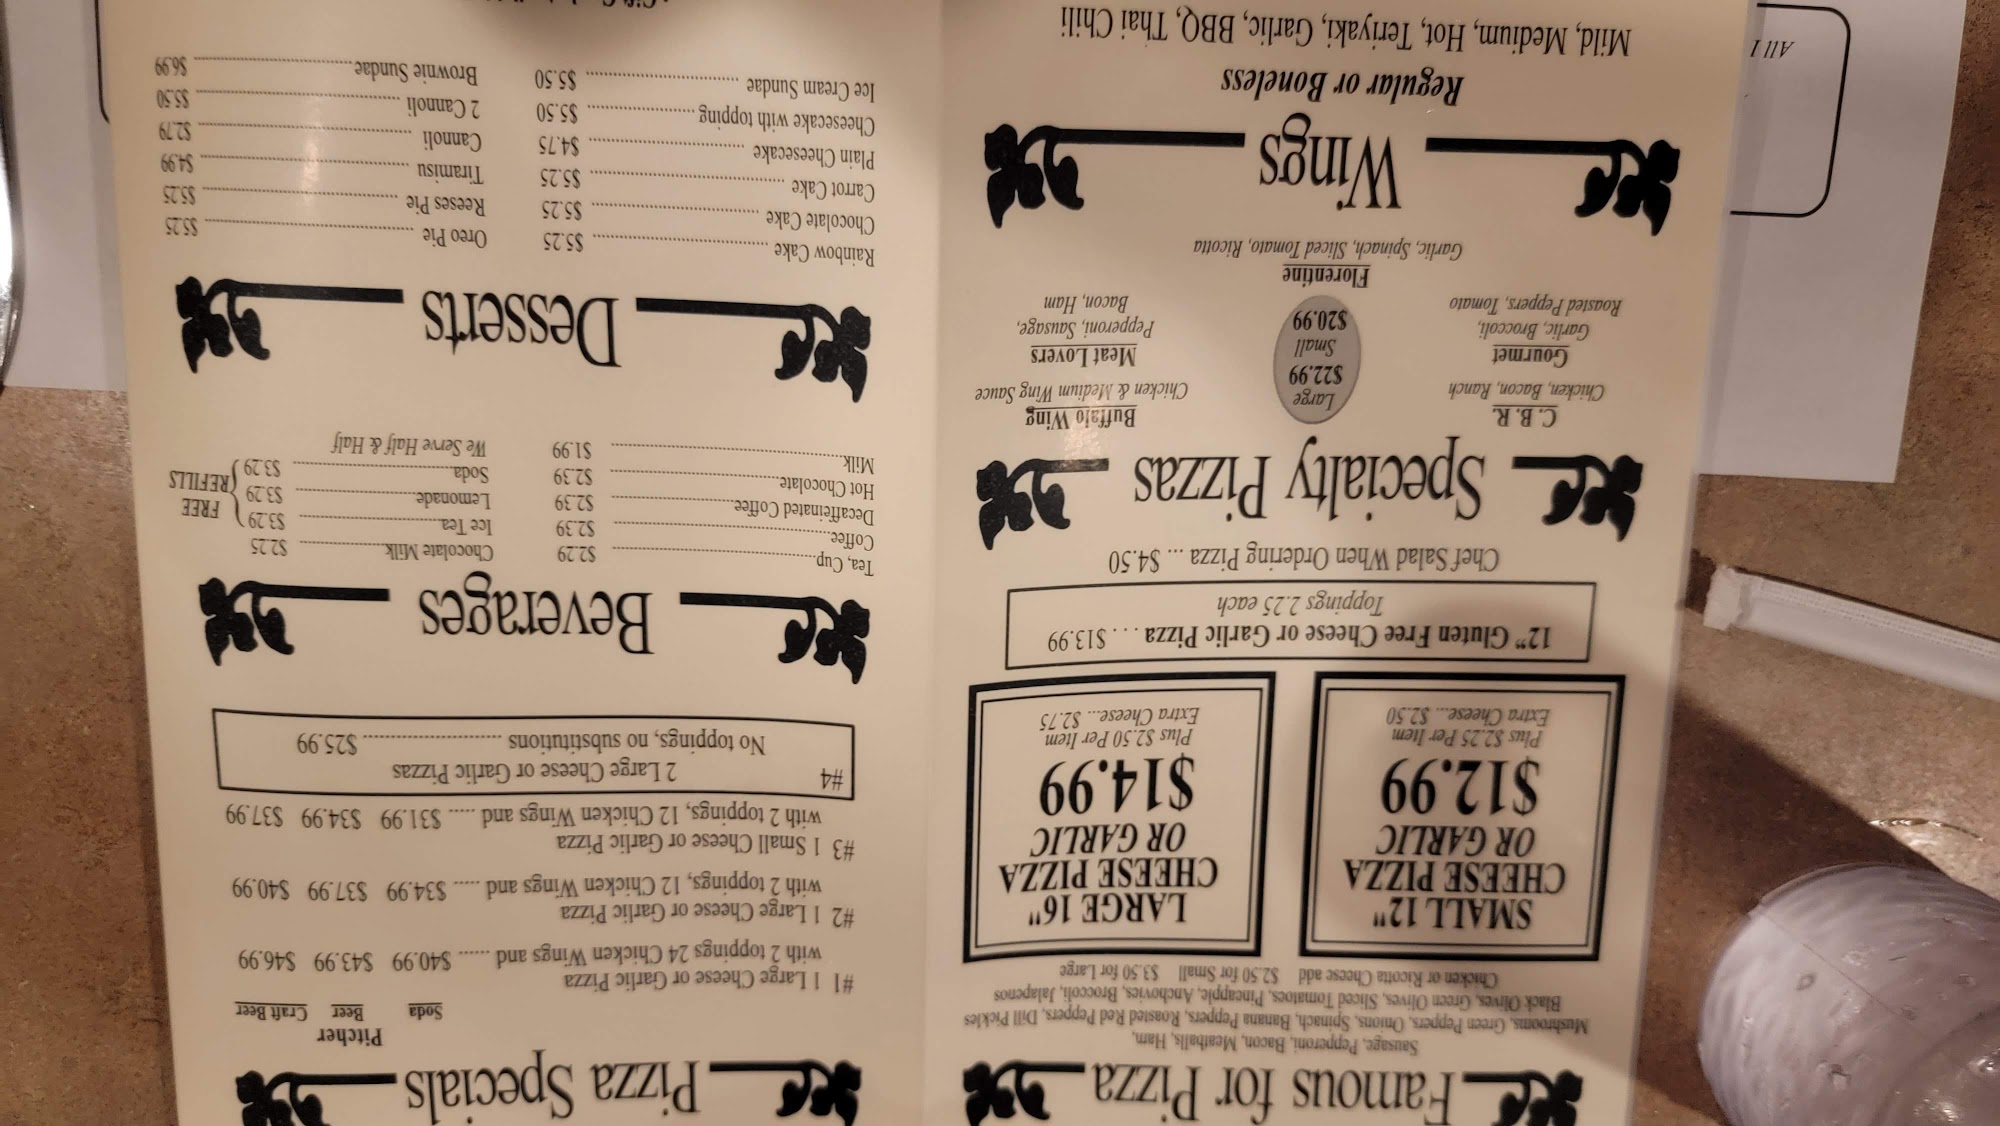 Famous for Pizza
Sausage, Pepperoni, Bacon, Meatballs, Ham,
Mushrooms, Green Peppers, Onions, Spinach, Banana Peppers, Roasted Red Peppers, Dill Pickles
Black Olives, Green Olives, Sliced Tomatoes, Pineapple, Anchovies, Broccoli, Jalapenos
Chicken or Ricotta Cheese add $2.50 for Small $3.50 for Large
SMALL 12"
CHEESE PIZZA
OR GARLIC
$12.99
Plus $2.25 Per Item
Extra Cheese... $2.50
LARGE 16"
CHEESE PIZZA
OR GARLIC
$14.99
Plus $2.50 Per Item
Extra Cheese... $2.75
12" Gluten Free Cheese or Garlic Pizza . . . . $13.99
Toppings 2.25 each
Chef Salad When Ordering Pizza ... $4.50
Specialty Pizzas
C. B. R.
Chicken, Bacon, Ranch
Gourmet
Garlic, Broccoli,
Roasted Peppers, Tomato
Large
$22.99
Small
$20.99
Buffalo Wing
Chicken & Medium Wing Sauce
Meat Lovers
Pepperoni, Sausage,
Bacon, Ham
Florentine
Garlic, Spinach, Sliced Tomato, Ricotta
Wings
Regular or Boneless
Mild, Medium, Hot, Teriyaki, Garlic, BBQ, Thai Chili
Pizza Specials
Pitcher
Soda Beer Craft Beer
#1 1 Large Cheese or Garlic Pizza
with 2 toppings 24 Chicken Wings and ...... $40.99 $43.99 $46.99
#2 1 Large Cheese or Garlic Pizza
with 2 toppings, 12 Chicken Wings and ..... $34.99 $37.99 $40.99
#3 1 Small Cheese or Garlic Pizza
with 2 toppings, 12 Chicken Wings and ..... $31.99 $34.99 $37.99
#4 2 Large Cheese or Garlic Pizzas
No toppings, no substitutions ........................ $25.99
Beverages
Tea, Cup ........................ $2.29
Coffee ........................ $2.39
Decaffeinated Coffee ........................ $2.39
Hot Chocolate ........................ $2.39
Milk ........................ $1.99
Chocolate Milk ........................ $2.25
Ice Tea ........................ $3.29
Lemonade ........................ $3.29
Soda ........................ $3.29
FREE
REFILLS
We Serve Half & Half
Desserts
Rainbow Cake ........................ $5.25
Chocolate Cake ........................ $5.25
Carrot Cake ........................ $5.25
Plain Cheesecake ........................ $4.75
Cheesecake with topping ................ $5.50
Ice Cream Sundae ........................ $5.50
Oreo Pie ........................ $5.25
Reeses Pie ........................ $5.25
Tiramisu ........................ $4.99
Cannoli ........................ $2.79
2 Cannoli ........................ $5.50
Brownie Sundae ........................ $6.99
All